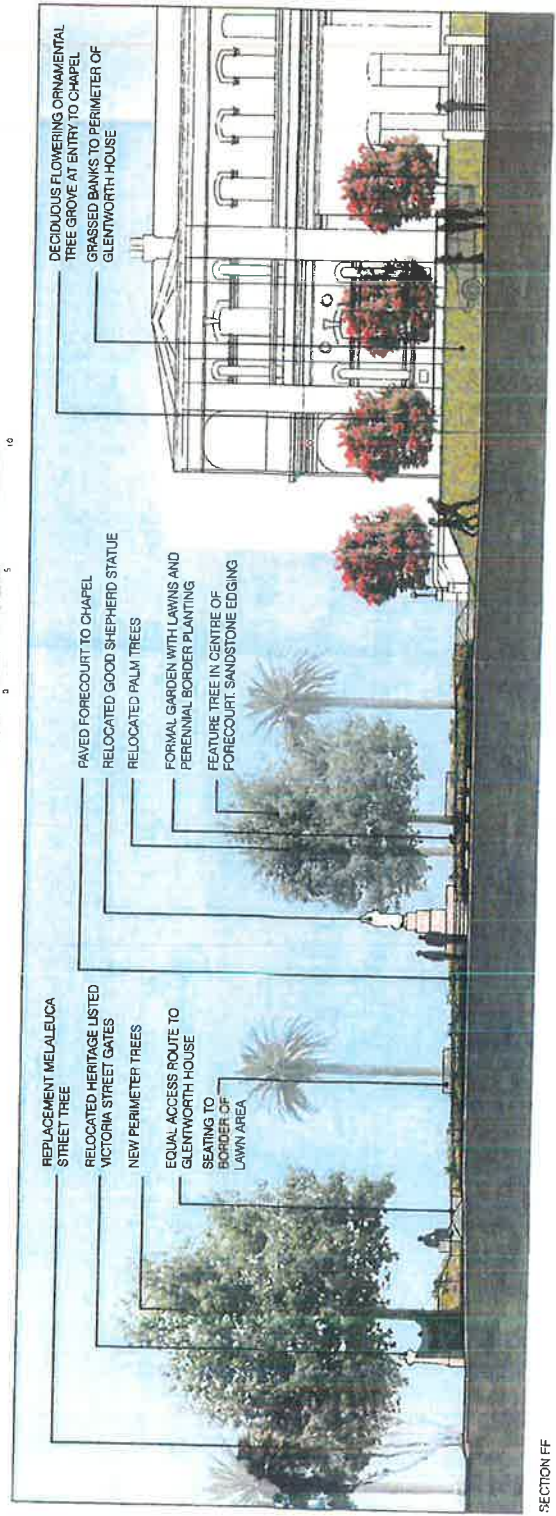 REPLACEMENT MELALEUCA
STREET TREE
RELOCATED HERITAGE LISTED
VICTORIA STREET GATES
NEW PERIMETER TREES
EQUAL ACCESS ROUTE TO
GLENTWORTH HOUSE
SEATING TO
BORDER OF
LAWN AREA
PAVED FORECOURT TO CHAPEL
RELOCATED GOOD SHEPHERD STATUE
RELOCATED PALM TREES
FORMAL GARDEN WITH LAWNS AND
PERENNIAL BORDER PLANTING
FEATURE TREE IN CENTRE OF
FORECOURT. SANDSTONE EDGING
DECIDUOUS FLOWERING ORNAMENTAL
TREE GROVE AT ENTRY TO CHAPEL
GRASSED BANKS TO PERIMETER OF
GLENTWORTH HOUSE
0 5 10
SECTION FF